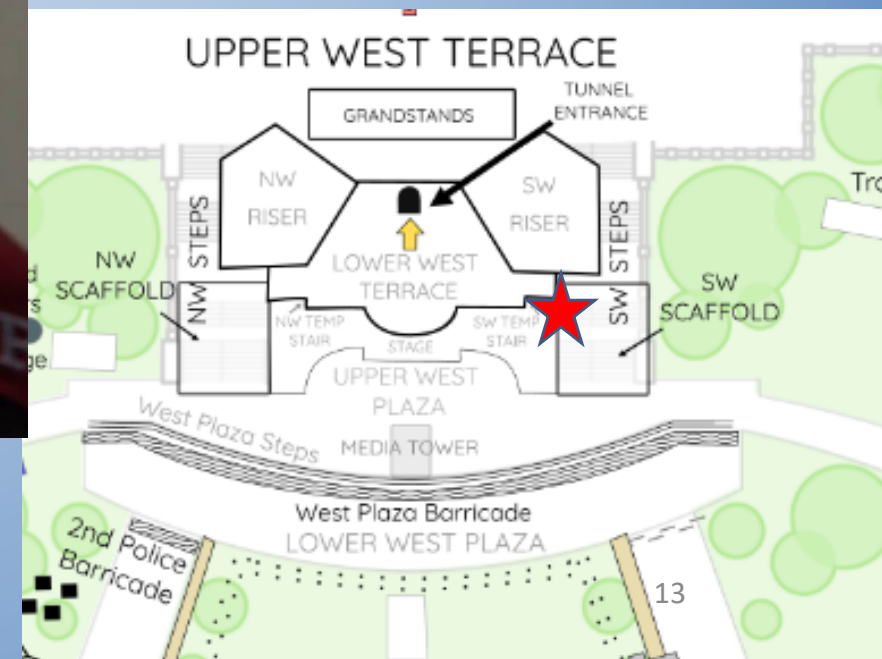 UPPER WEST TERRACE
TUNNEL
ENTRANCE
GRANDSTANDS
NW
RISER
SW
RISER
NW STEPS
SW STEPS
LOWER WEST
TERRACE
NW
SCAFFOLD
SW
SCAFFOLD
NW TEMP
STAIR
SW TEMP
STAIR
STAGE
UPPER WEST
PLAZA
West Plaza Steps
MEDIA TOWER
West Plaza Barricade
LOWER WEST PLAZA
2nd Police
Barricade
13